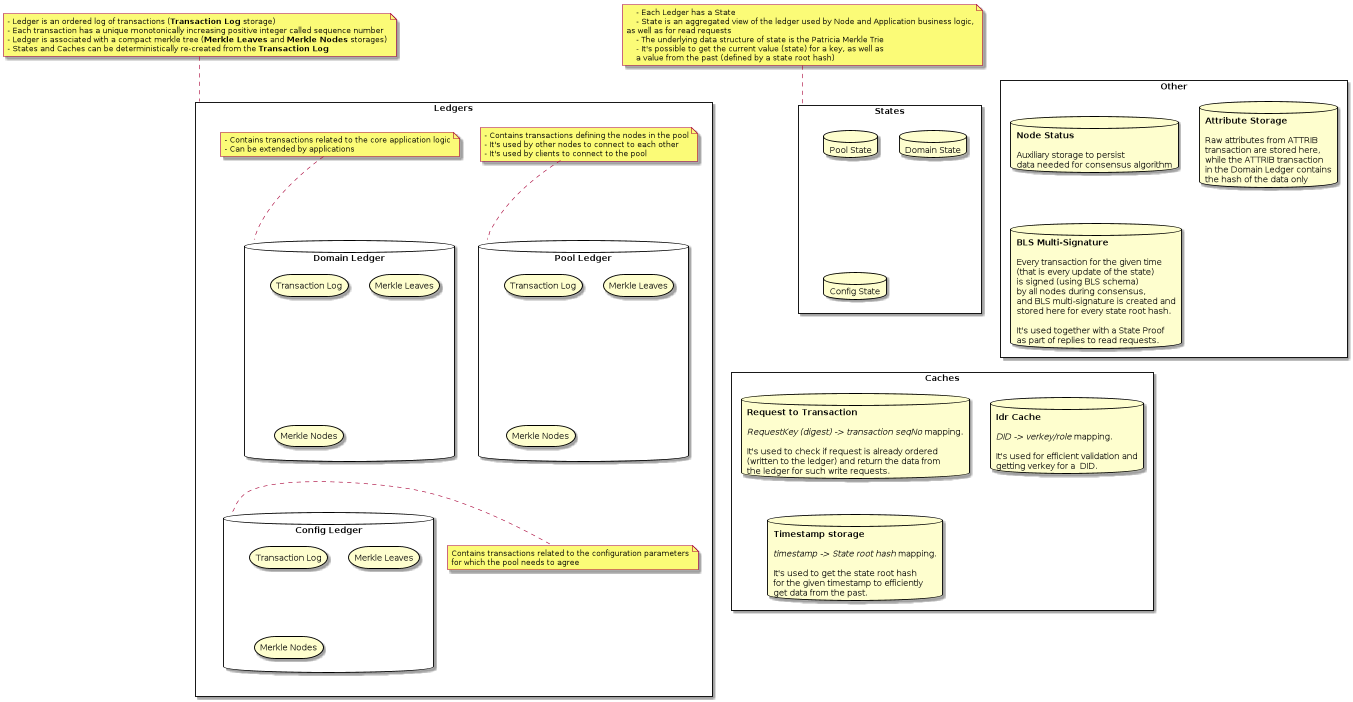 - Ledger is an ordered log of transactions (Transaction Log storage)
- Each transaction has a unique monotonically increasing positive integer called sequence number
- Ledger is associated with a compact merkle tree (Merkle Leaves and Merkle Nodes storages)
- States and Caches can be deterministically re-created from the Transaction Log
- Each Ledger has a State
- State is an aggregated view of the ledger used by Node and Application business logic,
as well as for read requests
- The underlying data structure of state is the Patricia Merkle Trie
- It's possible to get the current value (state) for a key, as well as
a value from the past (defined by a state root hash)
Ledgers
- Contains transactions related to the core application logic
- Can be extended by applications
- Contains transactions defining the nodes in the pool
- It's used by other nodes to connect to each other
- It's used by clients to connect to the pool
Domain Ledger
Transaction Log
Merkle Leaves
Merkle Nodes
Pool Ledger
Transaction Log
Merkle Leaves
Merkle Nodes
Config Ledger
Transaction Log
Merkle Leaves
Merkle Nodes
Contains transactions related to the configuration parameters
for which the pool needs to agree
States
Pool State
Domain State
Config State
Other
Node Status
Auxiliary storage to persist
data needed for consensus algorithm
Attribute Storage
Raw attributes from ATTRIB
transaction are stored here,
while the ATTRIB transaction
in the Domain Ledger contains
the hash of the data only
BLS Multi-Signature
Every transaction for the given time
(that is every update of the state)
is signed (using BLS schema)
by all nodes during consensus,
and BLS multi-signature is created and
stored here for every state root hash.
It's used together with a State Proof
as part of replies to read requests.
Caches
Request to Transaction
RequestKey (digest) -> transaction seqNo mapping.
It's used to check if request is already ordered
(written to the ledger) and return the data from
the ledger for such write requests.
Idr Cache
DID -> verkey/role mapping.
It's used for efficient validation and
getting verkey for a DID.
Timestamp storage
timestamp -> State root hash mapping.
It's used to get the state root hash
for the given timestamp to efficiently
get data from the past.